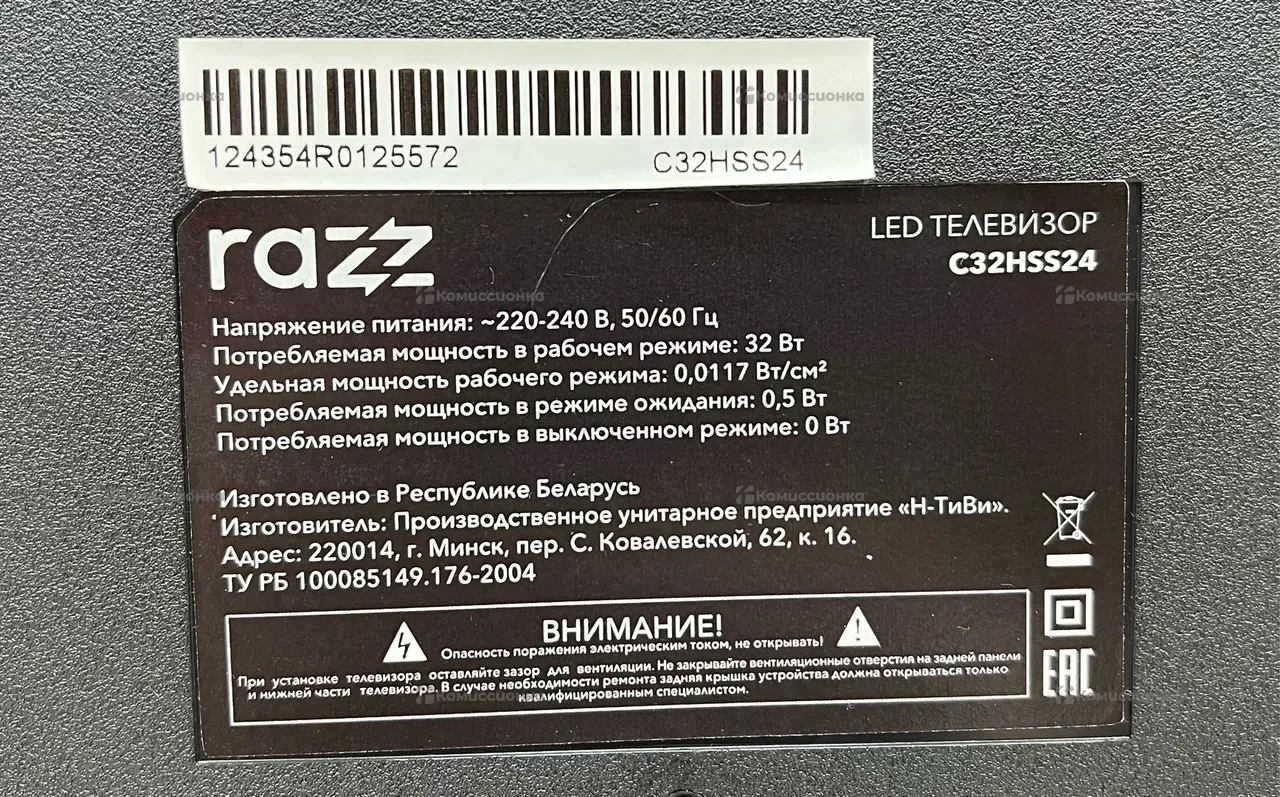 124354R0125572 C32HSS24
razz
LED ТЕЛЕВИЗОР
C32HSS24
Напряжение питания: ~220-240 В, 50/60 Гц
Потребляемая мощность в рабочем режиме: 32 Вт
Удельная мощность рабочего режима: 0,0117 Вт/см²
Потребляемая мощность в режиме ожидания: 0,5 Вт
Потребляемая мощность в выключенном режиме: 0 Вт
Изготовлено в Республике Беларусь
Изготовитель: Производственное унитарное предприятие «Н-ТиВи».
Адрес: 220014, г. Минск, пер. С. Ковалевской, 62, к. 16.
ТУ РБ 100085149.176-2004
ВНИМАНИЕ!
Опасность поражения электрическим током, не открывать!
При установке телевизора оставляйте зазор для вентиляции. Не закрывайте вентиляционные отверстия на задней панели
и нижней части телевизора. В случае необходимости ремонта задняя крышка устройства должна открываться только
квалифицированным специалистом.
EAC
Комиссионка